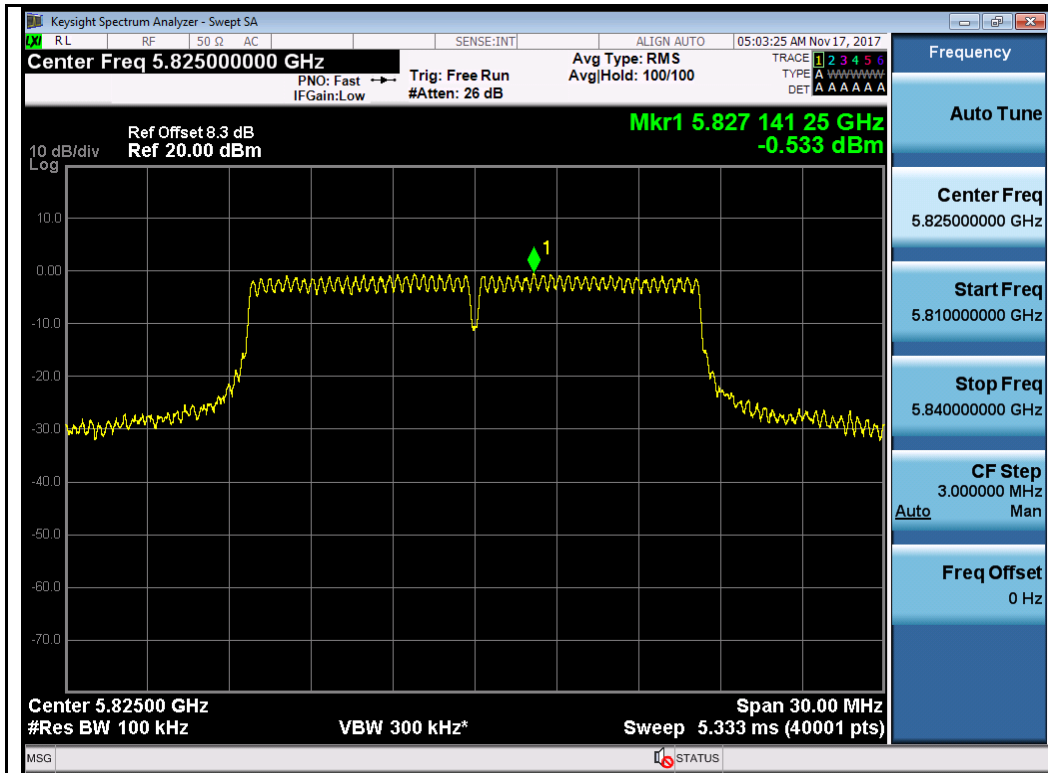 Keysight Spectrum Analyzer - Swept SA
LXI RL RF 50 Ω AC SENSE:INT ALIGN AUTO 05:03:25 AM Nov 17, 2017
Center Freq 5.825000000 GHz
PNO: Fast
IFGain:Low
Trig: Free Run
#Atten: 26 dB
Avg Type: RMS
Avg|Hold: 100/100
TRACE 1 2 3 4 5 6
TYPE A WWWWW
DET A A A A A A
Mkr1 5.827 141 25 GHz
-0.533 dBm
Ref Offset 8.3 dB
10 dB/div Ref 20.00 dBm
Log
10.0
0.00
-10.0
-20.0
-30.0
-40.0
-50.0
-60.0
-70.0
1
Center 5.82500 GHz Span 30.00 MHz
#Res BW 100 kHz VBW 300 kHz* Sweep 5.333 ms (40001 pts)
MSG STATUS
Frequency
Auto Tune
Center Freq
5.825000000 GHz
Start Freq
5.810000000 GHz
Stop Freq
5.840000000 GHz
CF Step
3.000000 MHz
Auto Man
Freq Offset
0 Hz